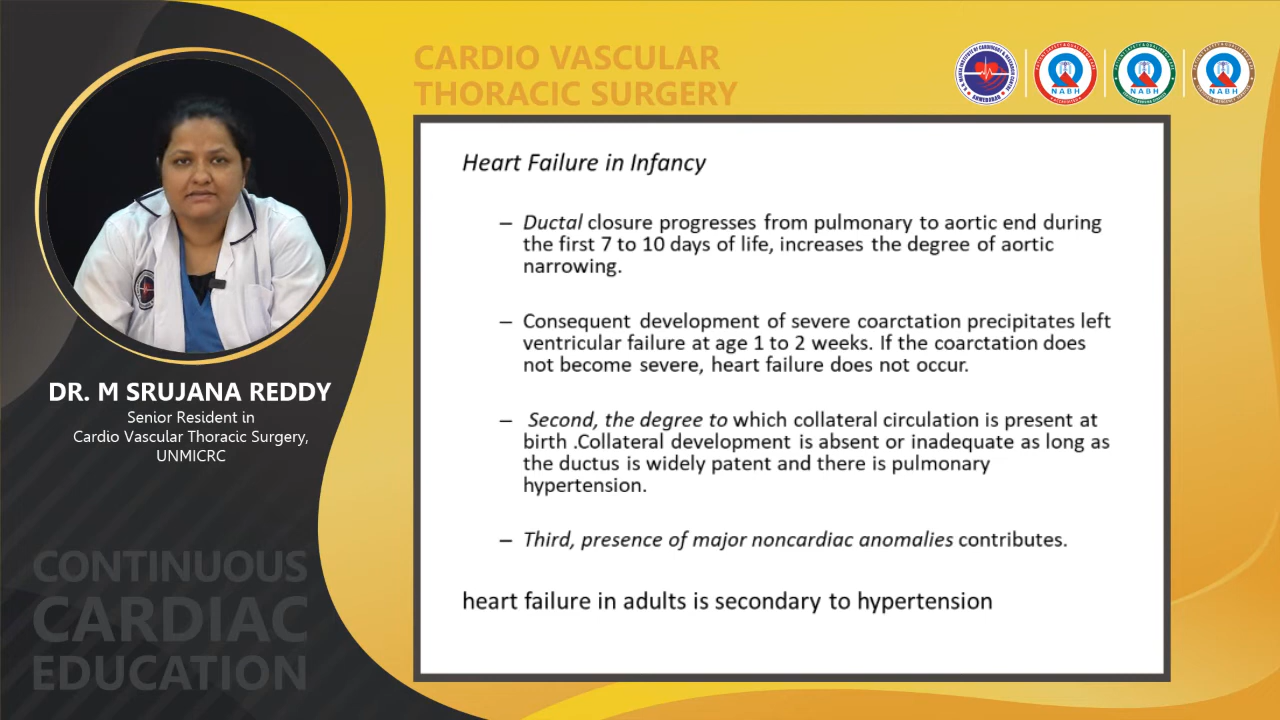 CARDIO VASCULAR
THORACIC SURGERY
NABH
NABH
NABH
Heart Failure in Infancy
– Ductal closure progresses from pulmonary to aortic end during
the first 7 to 10 days of life, increases the degree of aortic
narrowing.
– Consequent development of severe coarctation precipitates left
ventricular failure at age 1 to 2 weeks. If the coarctation does
not become severe, heart failure does not occur.
– Second, the degree to which collateral circulation is present at
birth .Collateral development is absent or inadequate as long as
the ductus is widely patent and there is pulmonary
hypertension.
– Third, presence of major noncardiac anomalies contributes.
heart failure in adults is secondary to hypertension
DR. M SRUJANA REDDY
Senior Resident in
Cardio Vascular Thoracic Surgery,
UNMICRC
CONTINUOUS
CARDIAC
EDUCATION